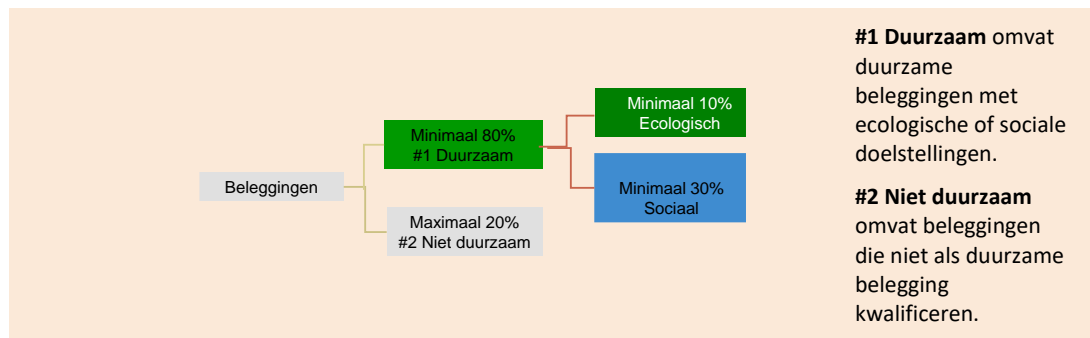 Beleggingen
Minimaal 80%
#1 Duurzaam
Maximaal 20%
#2 Niet duurzaam
Minimaal 10%
Ecologisch
Minimaal 30%
Sociaal
#1 Duurzaam omvat
duurzame
beleggingen met
ecologische of sociale
doelstellingen.
#2 Niet duurzaam
omvat beleggingen
die niet als duurzame
belegging
kwalificeren.